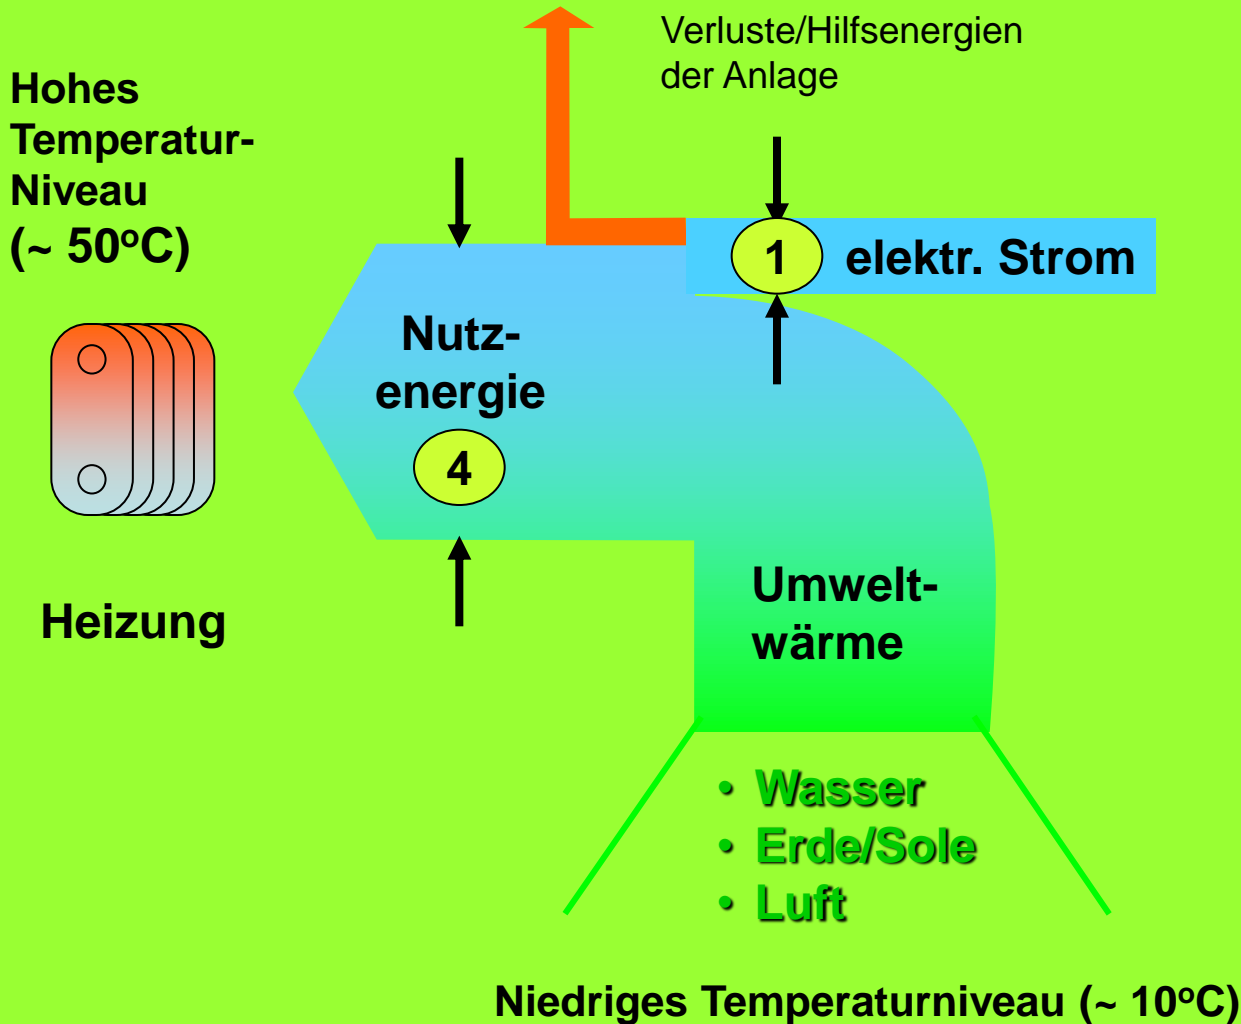 Verluste/Hilfsenergien
der Anlage
Hohes
Temperatur-
Niveau
(~ 50°C)
1
elektr. Strom
Nutz-
energie
4
Heizung
Umwelt-
wärme
• Wasser
• Erde/Sole
• Luft
Niedriges Temperaturniveau (~ 10°C)